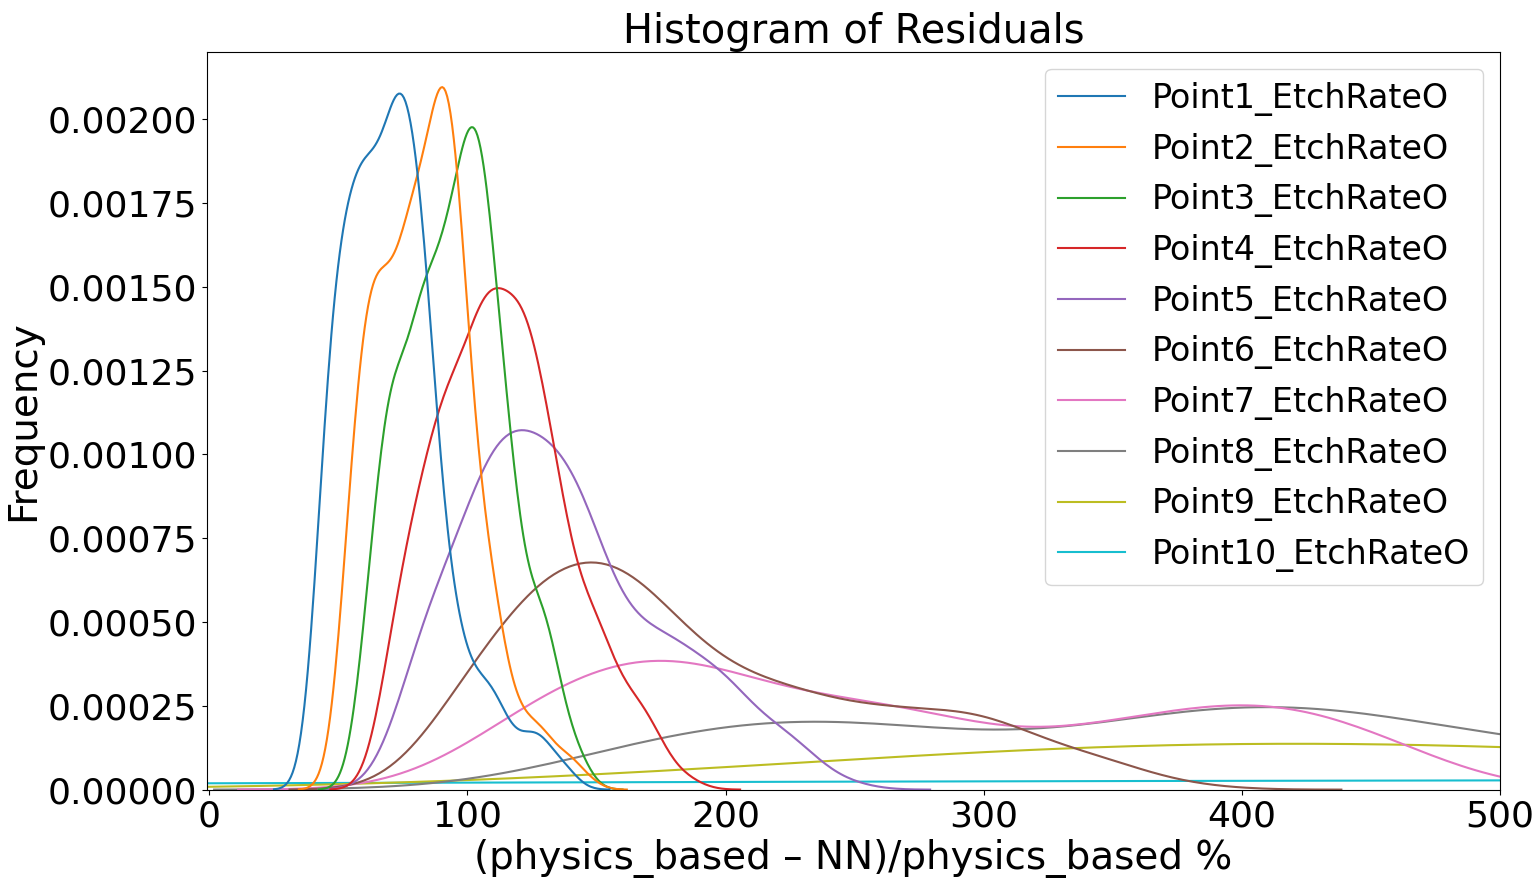 Histogram of Residuals
Frequency
0.00200
0.00175
0.00150
0.00125
0.00100
0.00075
0.00050
0.00025
0.00000
Point1_EtchRateO
Point2_EtchRateO
Point3_EtchRateO
Point4_EtchRateO
Point5_EtchRateO
Point6_EtchRateO
Point7_EtchRateO
Point8_EtchRateO
Point9_EtchRateO
Point10_EtchRateO
0 100 200 300 400 500
(physics_based – NN)/physics_based %